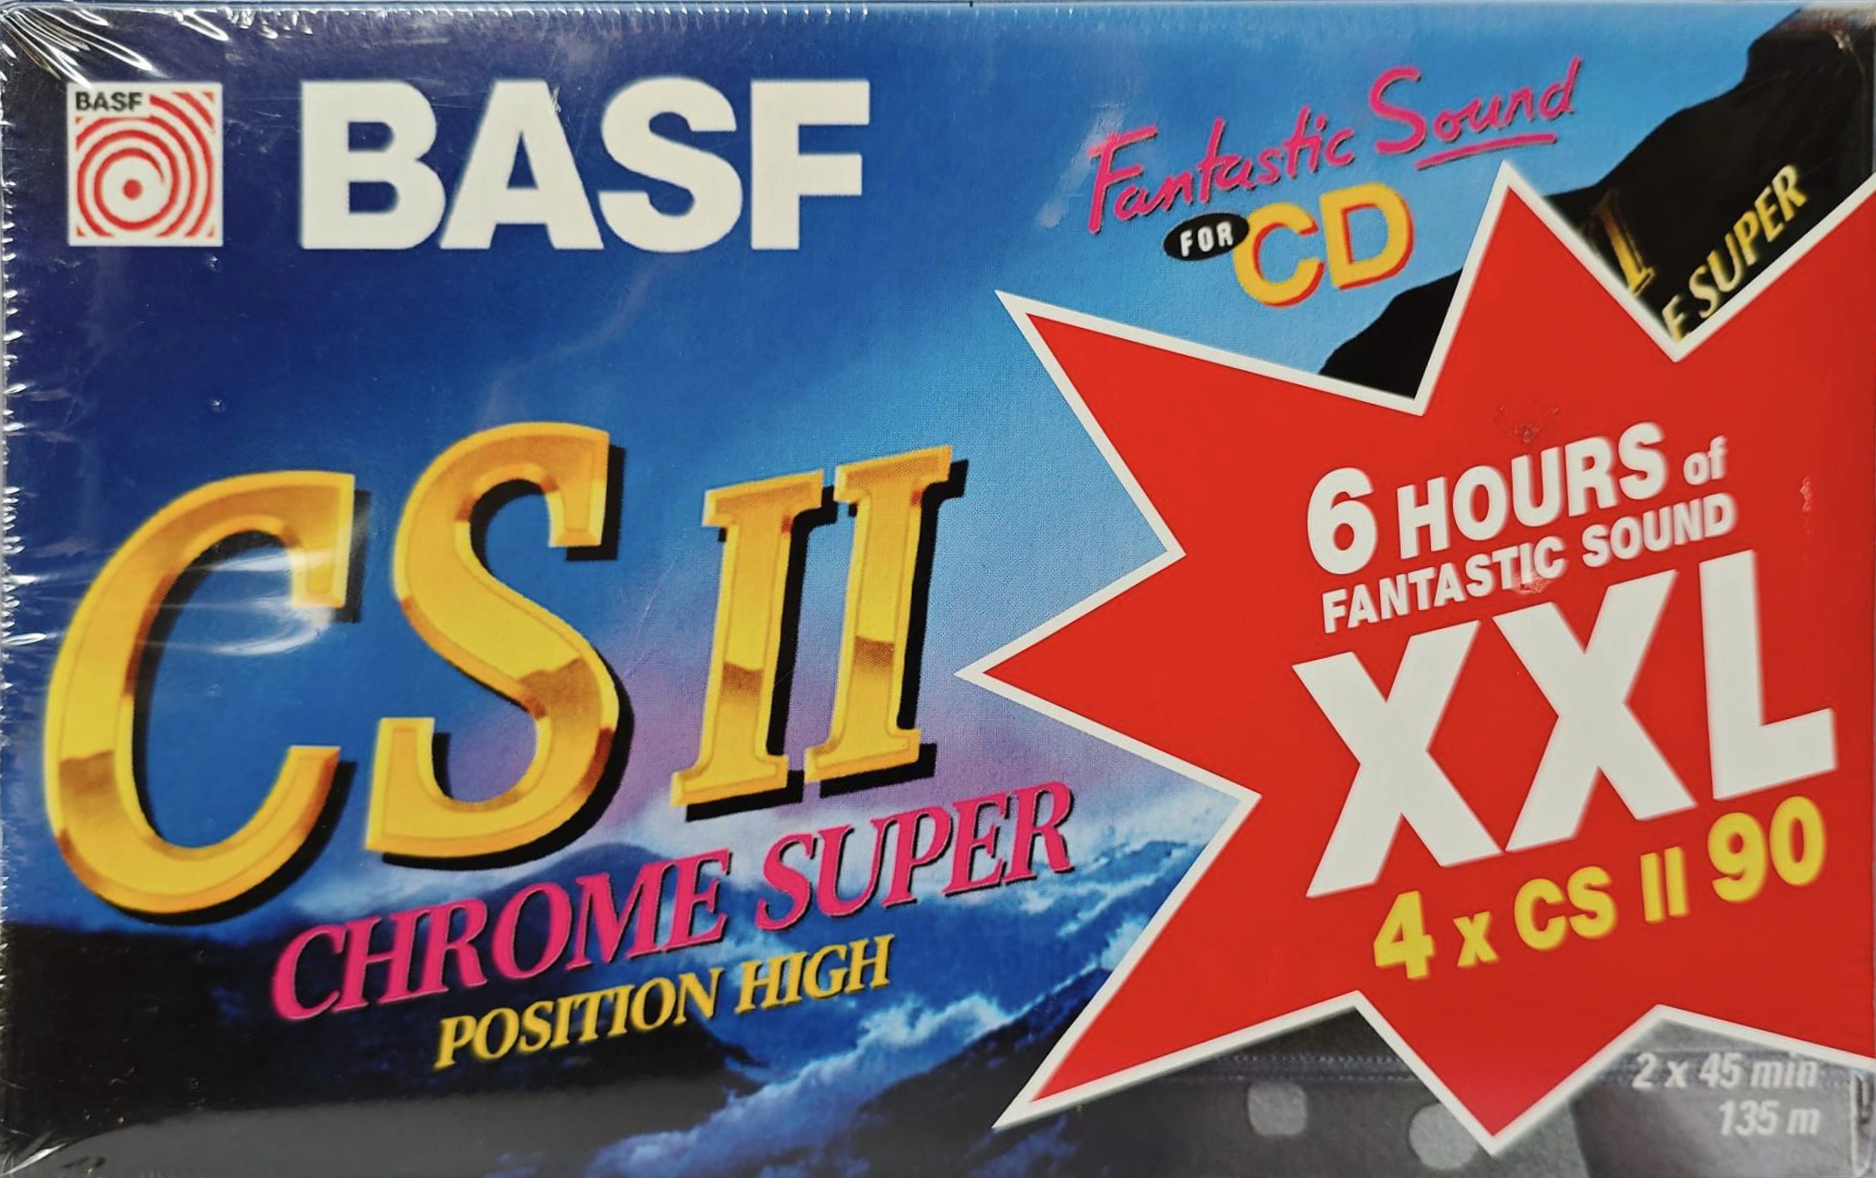 BASF
BASF
Fantastic Sound
FOR CD
SUPER
CS II
CHROME SUPER
POSITION HIGH
6 HOURS of
FANTASTIC SOUND
XXL
4 x CS II 90
2 x 45 min
135 m